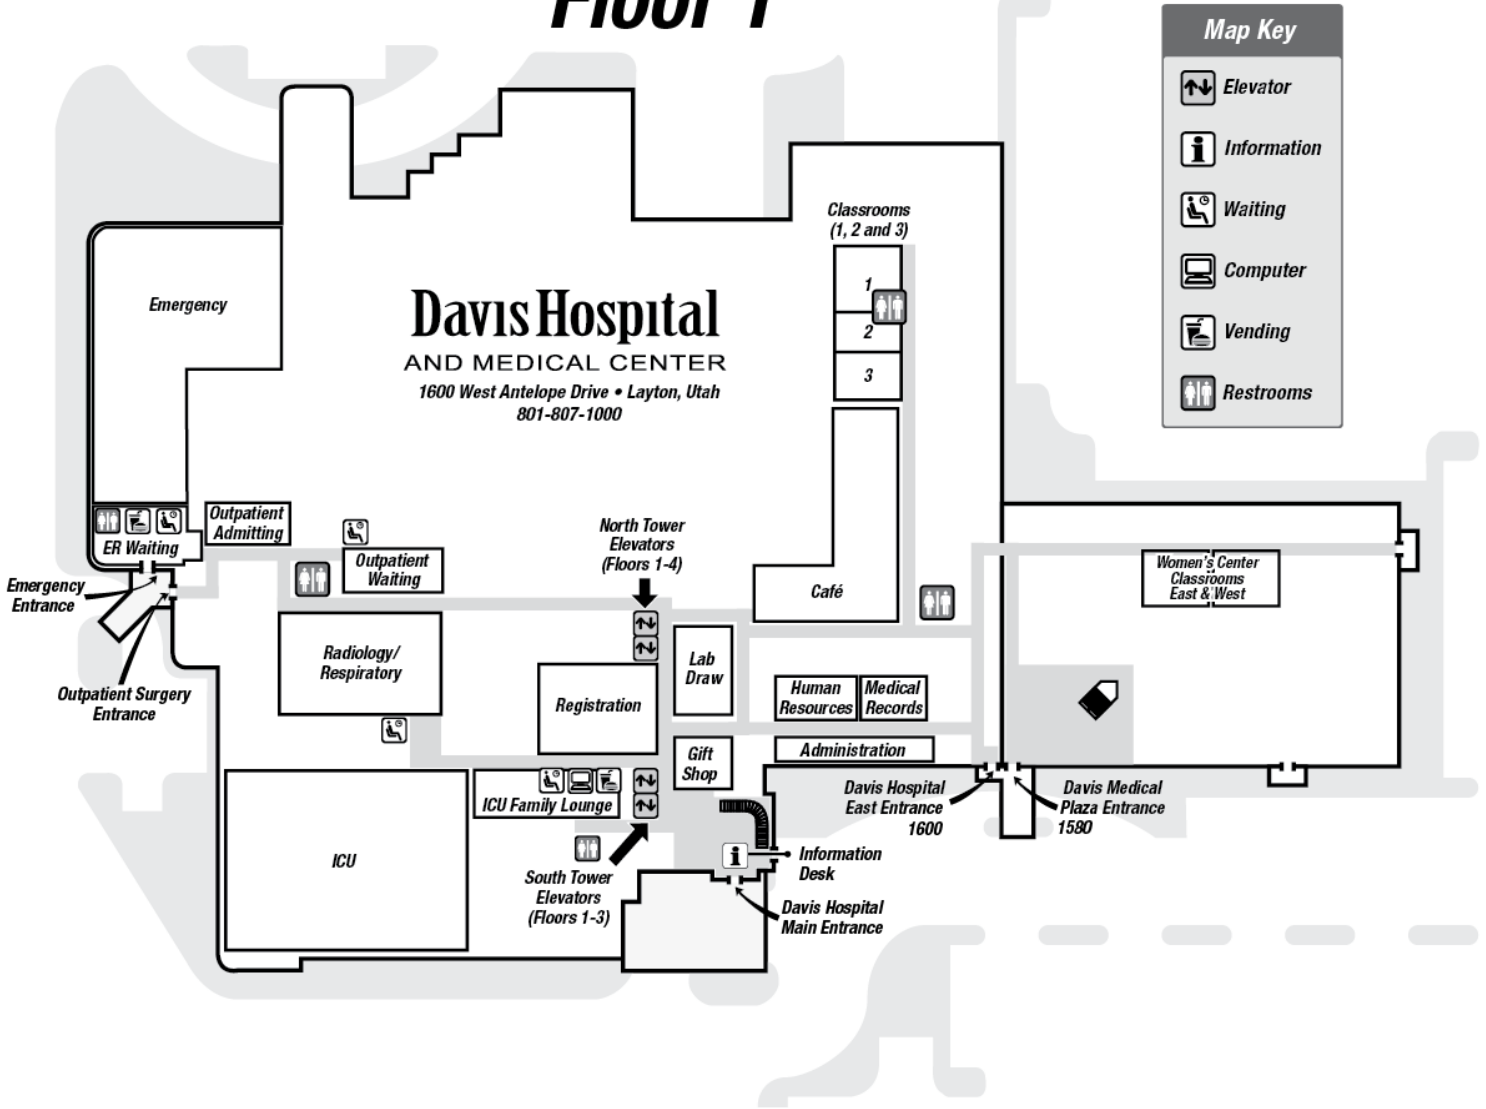 Floor 1
Map Key
Elevator
Information
Waiting
Computer
Vending
Restrooms
Classrooms
(1, 2 and 3)
1
2
3
Emergency
Davis Hospital
AND MEDICAL CENTER
1600 West Antelope Drive • Layton, Utah
801-807-1000
Outpatient
Admitting
ER Waiting
North Tower
Elevators
(Floors 1-4)
Outpatient
Waiting
Emergency
Entrance
Café
Women's Center
Classrooms
East & West
Radiology/
Respiratory
Lab
Draw
Registration
Human
Resources
Medical
Records
Outpatient Surgery
Entrance
Gift
Shop
Administration
ICU Family Lounge
Davis Hospital
East Entrance
1600
Davis Medical
Plaza Entrance
1580
ICU
Information
Desk
South Tower
Elevators
(Floors 1-3)
Davis Hospital
Main Entrance